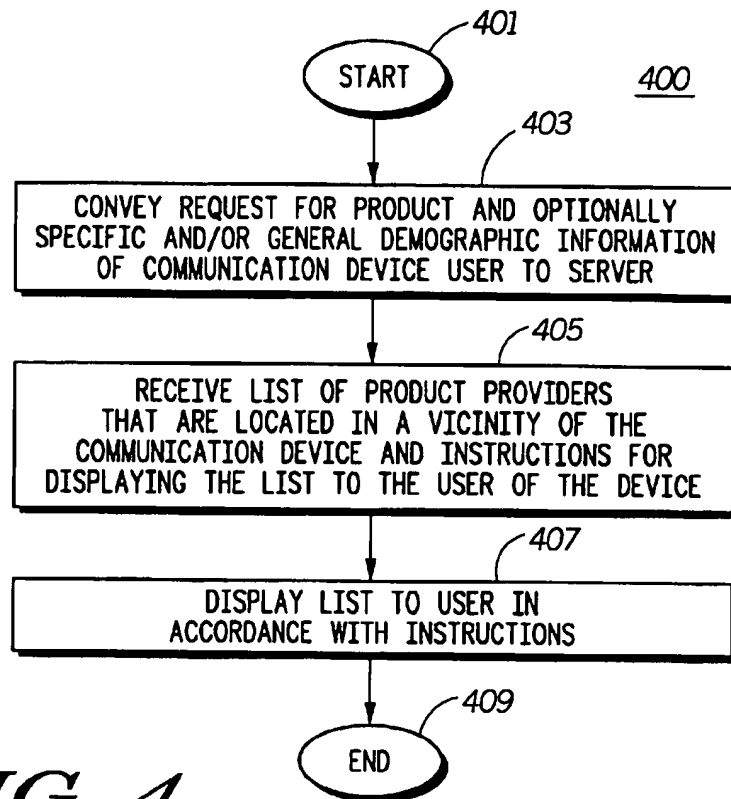 401
START
400
403
CONVEY REQUEST FOR PRODUCT AND OPTIONALLY
SPECIFIC AND/OR GENERAL DEMOGRAPHIC INFORMATION
OF COMMUNICATION DEVICE USER TO SERVER
405
RECEIVE LIST OF PRODUCT PROVIDERS
THAT ARE LOCATED IN A VICINITY OF THE
COMMUNICATION DEVICE AND INSTRUCTIONS FOR
DISPLAYING THE LIST TO THE USER OF THE DEVICE
407
DISPLAY LIST TO USER IN
ACCORDANCE WITH INSTRUCTIONS
409
END